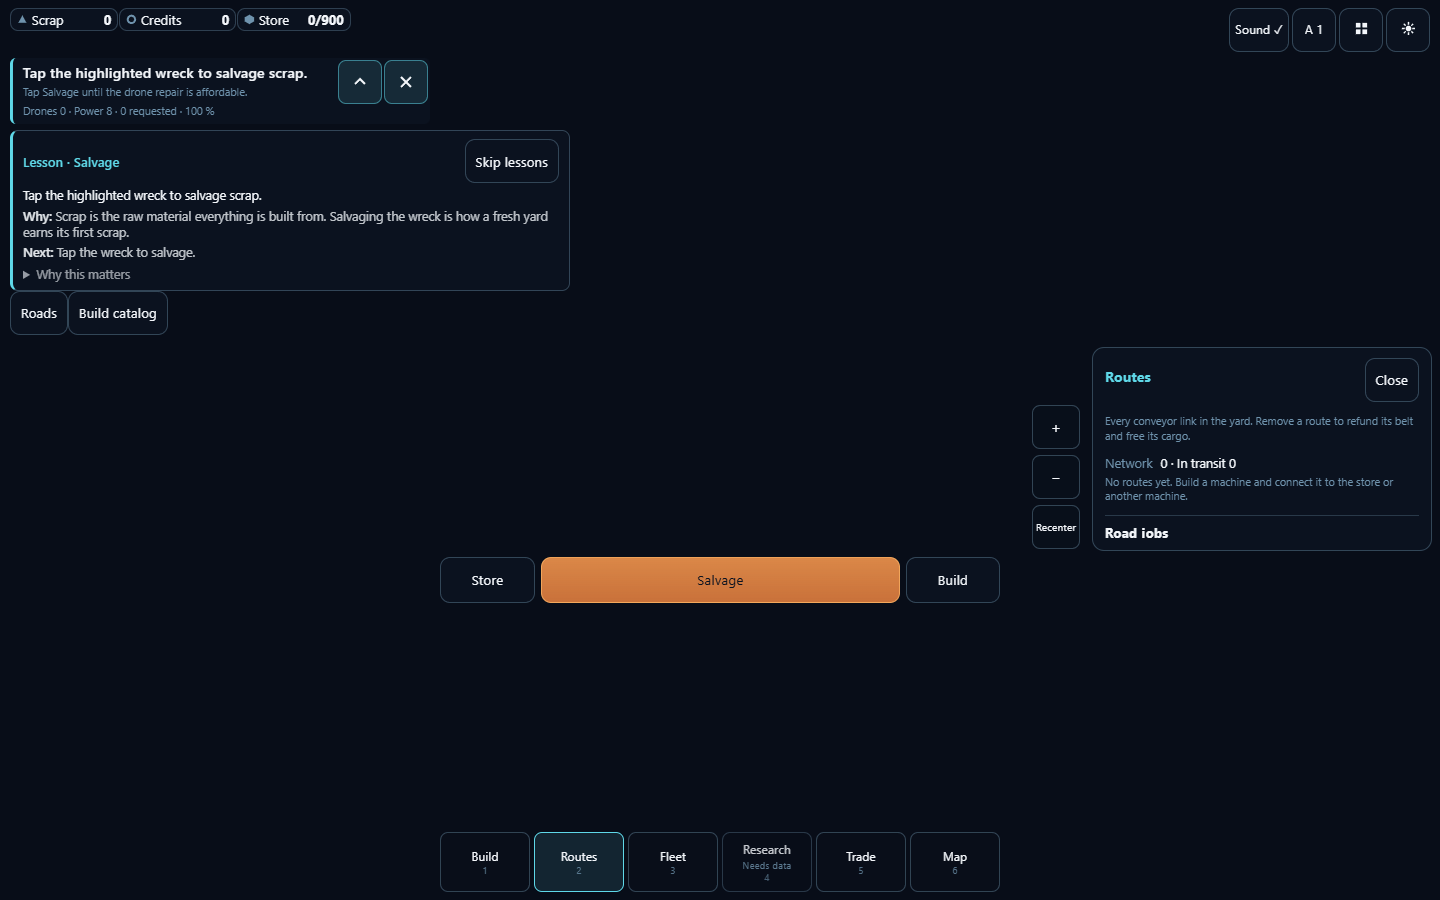 Scrap 0 Credits 0 Store 0/900
Sound ✓ A 1
Tap the highlighted wreck to salvage scrap.
Tap Salvage until the drone repair is affordable.
Drones 0 · Power 8 · 0 requested · 100 %
Lesson · Salvage
Skip lessons
Tap the highlighted wreck to salvage scrap.
Why: Scrap is the raw material everything is built from. Salvaging the wreck is how a fresh yard
earns its first scrap.
Next: Tap the wreck to salvage.
Why this matters
Roads Build catalog
Routes
Close
Every conveyor link in the yard. Remove a route to refund its belt
and free its cargo.
Network 0 · In transit 0
No routes yet. Build a machine and connect it to the store or
another machine.
Road jobs
+
−
Recenter
Store Salvage Build
Build
1
Routes
2
Fleet
3
Research
Needs data
4
Trade
5
Map
6